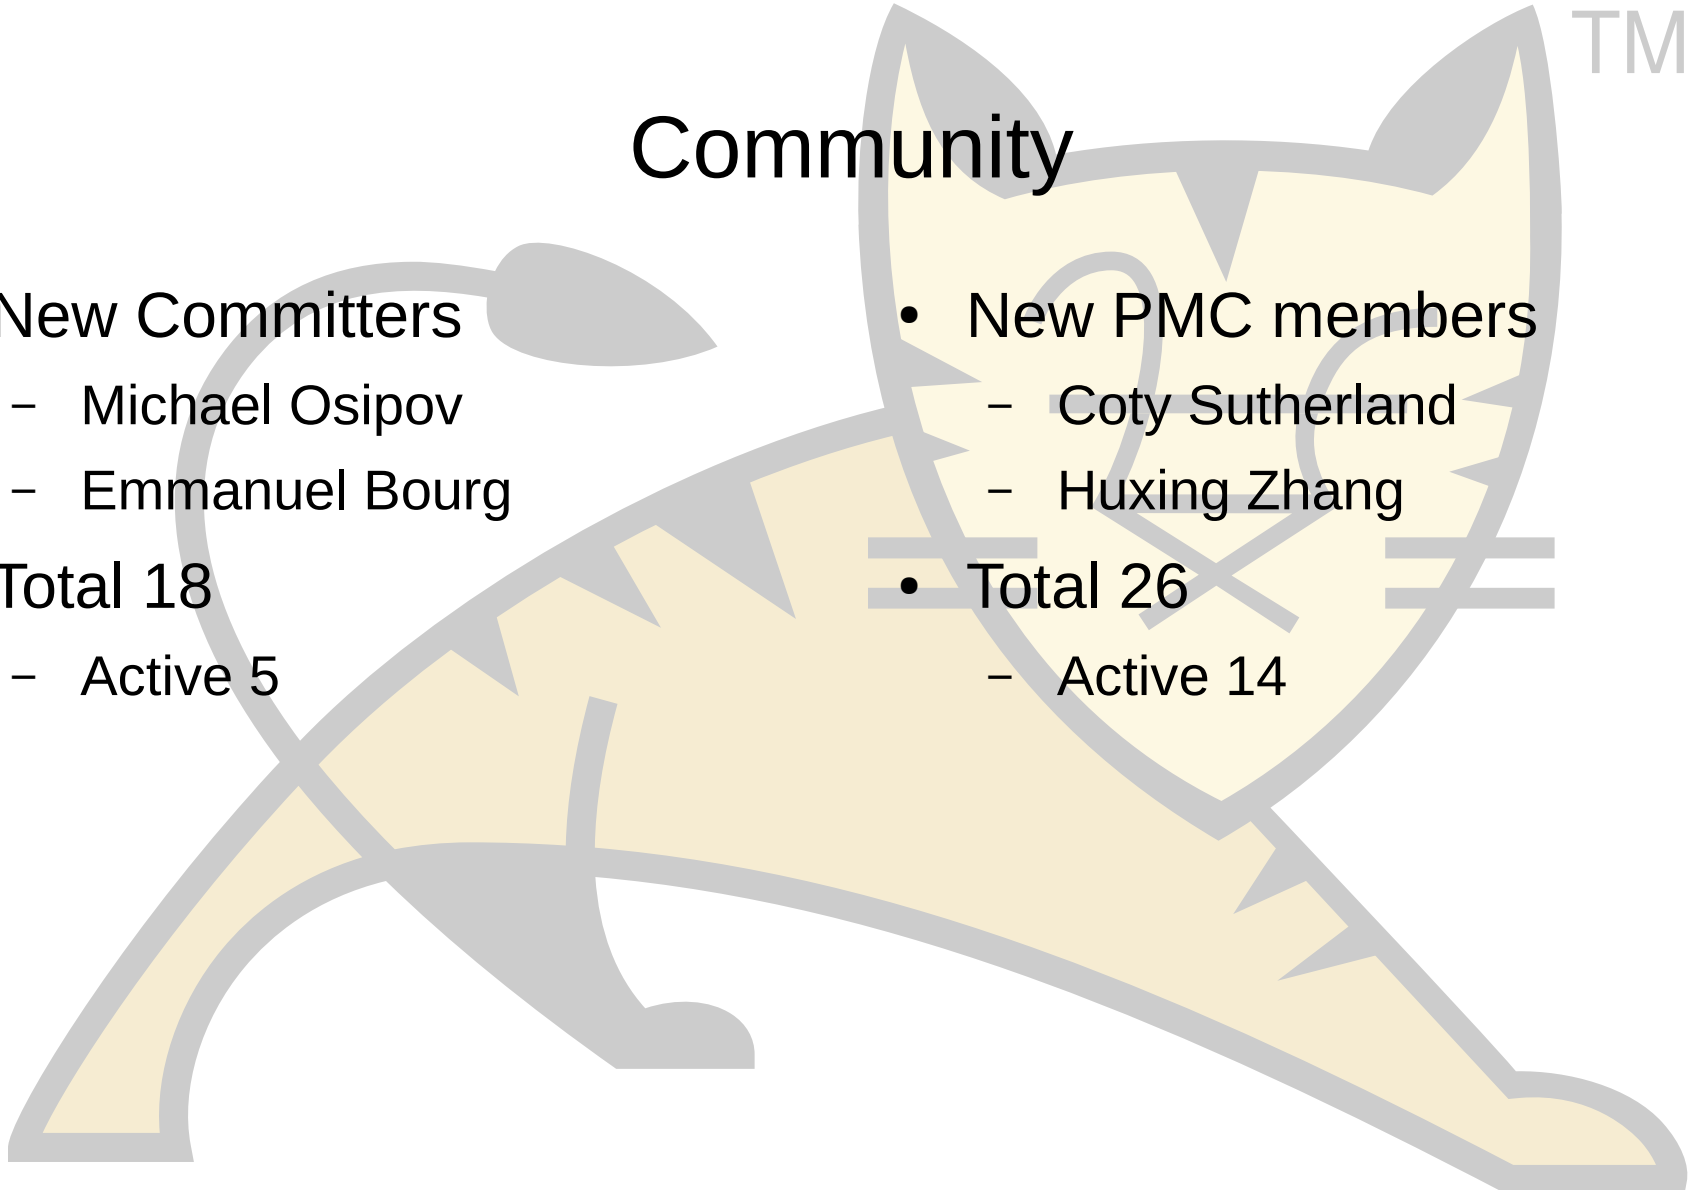 TM
Community
New Committers
– Michael Osipov
– Emmanuel Bourg
Total 18
– Active 5
• New PMC members
– Coty Sutherland
– Huxing Zhang
• Total 26
– Active 14